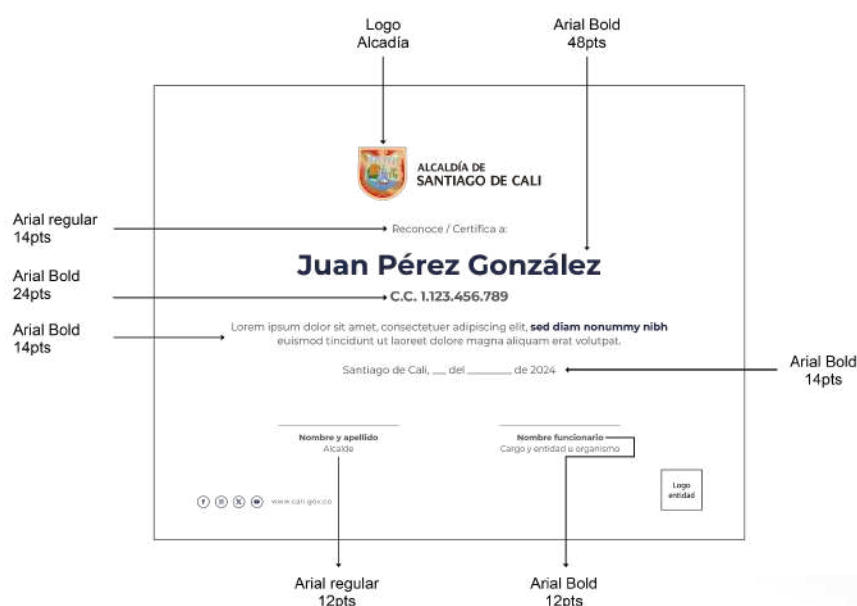 Logo
Alcadía
Arial Bold
48pts
ALCALDÍA DE
SANTIAGO DE CALI
Arial regular
14pts
Reconoce / Certifica a:
Juan Pérez González
Arial Bold
24pts
C.C. 1.123.456.789
Arial Bold
14pts
Lorem ipsum dolor sit amet, consectetuer adipiscing elit, sed diam nonummy nibh
euismod tincidunt ut laoreet dolore magna aliquam erat volutpat.
Santiago de Cali, __ del ______ de 2024
Arial Bold
14pts
Nombre y apellido
Alcalde
Nombre funcionario
Cargo y entidad u organismo
www.cali.gov.co
Logo
entidad
Arial regular
12pts
Arial Bold
12pts